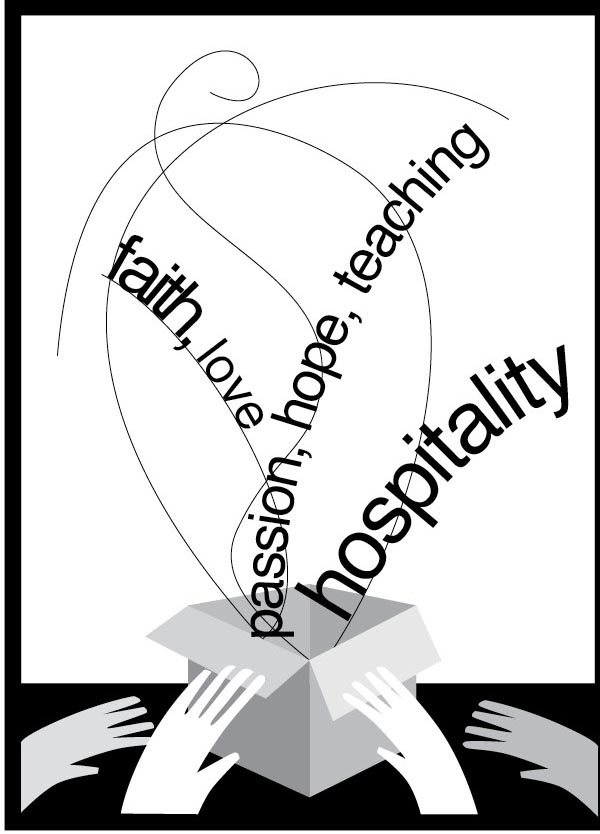 faith, love
passion, hope, teaching
hospitality